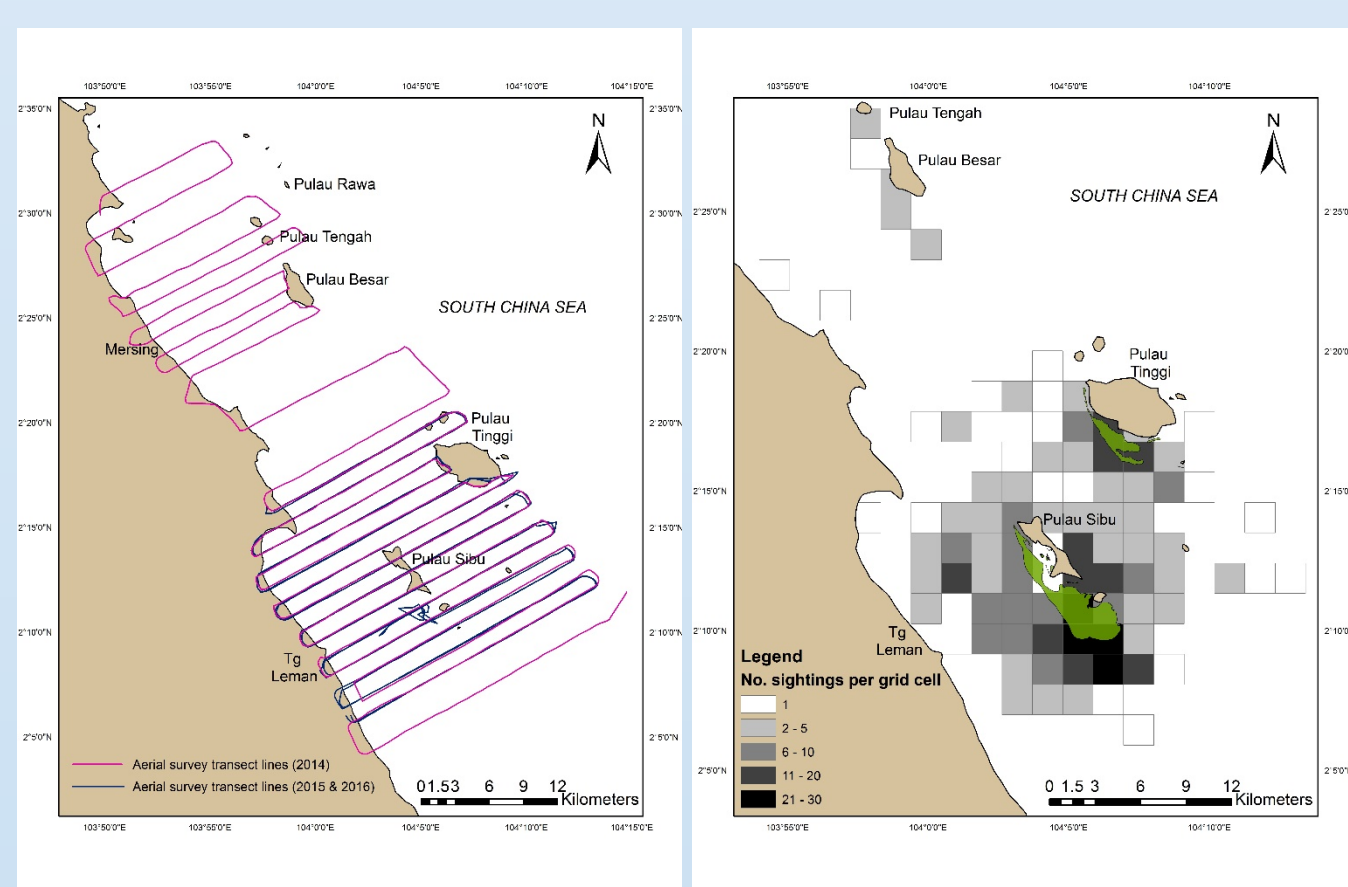 103°50'0"E 103°55'0"E 104°0'0"E 104°5'0"E 104°10'0"E 104°15'0"E
2°35'0"N 2°35'0"N
N
Pulau Rawa
2°30'0"N 2°30'0"N
Pulau Tengah
Pulau Besar
SOUTH CHINA SEA
2°25'0"N 2°25'0"N
Mersing
2°20'0"N 2°20'0"N
Pulau
Tinggi
2°15'0"N 2°15'0"N
Pulau Sibu
2°10'0"N 2°10'0"N
Tg
Leman
2°5'0"N 2°5'0"N
Aerial survey transect lines (2014)
Aerial survey transect lines (2015 & 2016)
0 1.5 3 6 9 12
Kilometers
103°50'0"E 103°55'0"E 104°0'0"E 104°5'0"E 104°10'0"E 104°15'0"E
103°55'0"E 104°0'0"E 104°5'0"E 104°10'0"E
Pulau Tengah
N
Pulau Besar
SOUTH CHINA SEA
2°25'0"N 2°25'0
2°20'0"N 2°20'0
Pulau
Tinggi
2°15'0"N 2°15'0
Pulau Sibu
2°10'0"N 2°10'0
Tg
Leman
Legend
No. sightings per grid cell
1
2 - 5
6 - 10
11 - 20
21 - 30
2°5'0"N 2°5'0
0 1.5 3 6 9 12
Kilometers
103°55'0"E 104°0'0"E 104°5'0"E 104°10'0"E